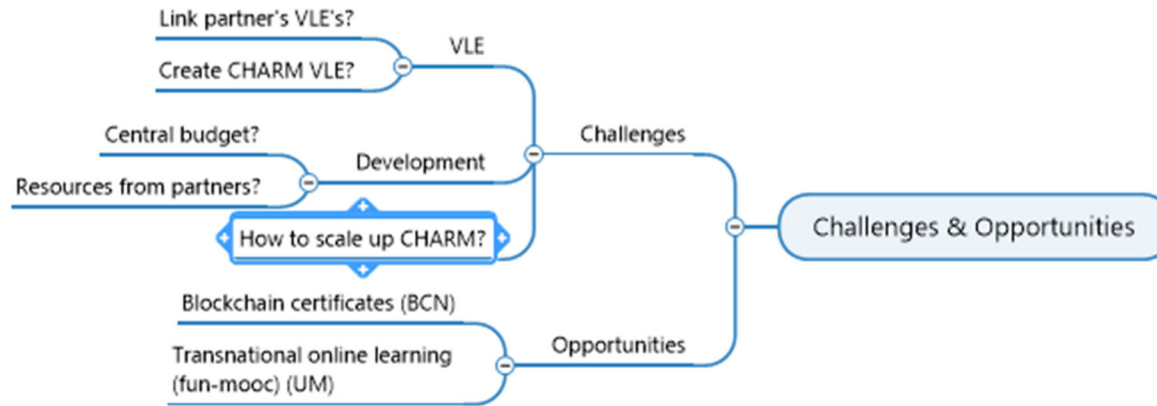 Link partner's VLE's?
VLE
Create CHARM VLE?
Central budget?
Challenges
Development
Resources from partners?
How to scale up CHARM?
Challenges & Opportunities
Blockchain certificates (BCN)
Opportunities
Transnational online learning
(fun-mooc) (UM)